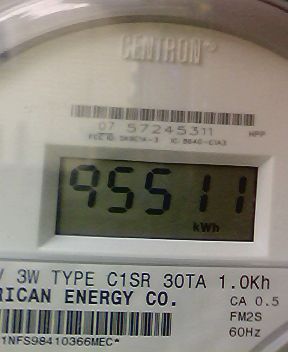 CENTRON
07 57245311 HPP
95511
kWh
V 3W TYPE C1SR 30TA 1.0Kh
RICAN ENERGY CO. CA 0.5
FM2S
1NFS98410366MEC* 60Hz